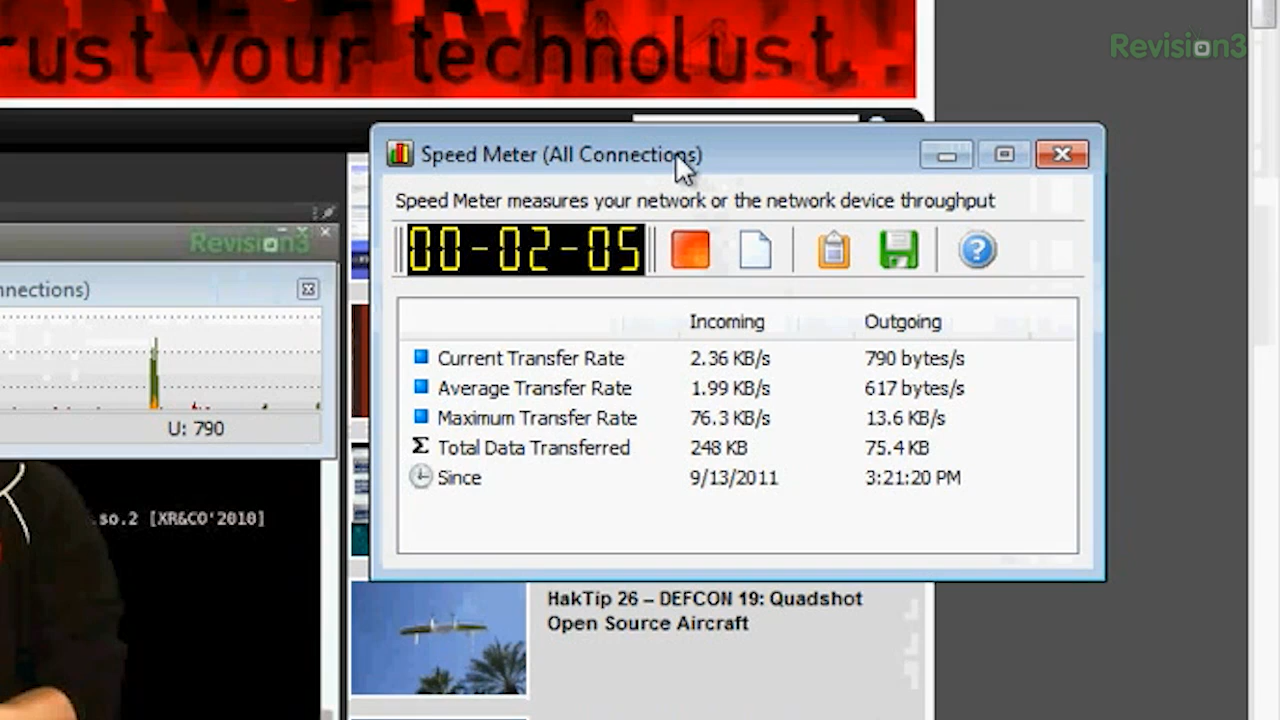 rust your technolust.
Revision3
Speed Meter (All Connections)
Speed Meter measures your network or the network device throughput
00-02-05
Revision3
nnections)
U: 790
Incoming Outgoing
Current Transfer Rate 2.36 KB/s 790 bytes/s
Average Transfer Rate 1.99 KB/s 617 bytes/s
Maximum Transfer Rate 76.3 KB/s 13.6 KB/s
Σ Total Data Transferred 248 KB 75.4 KB
Since 9/13/2011 3:21:20 PM
.so.2 [XR&CO'2010]
HakTip 26 – DEFCON 19: Quadshot
Open Source Aircraft